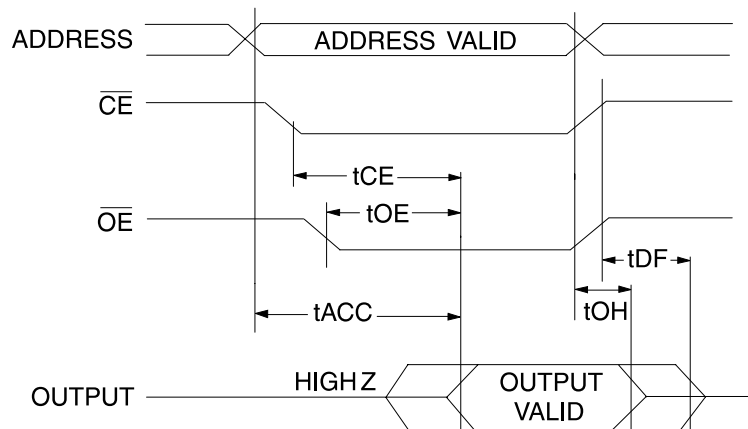 ADDRESS
ADDRESS VALID
CE
tCE
OE
tOE
tDF
tACC
tOH
OUTPUT
HIGH Z
OUTPUT
VALID